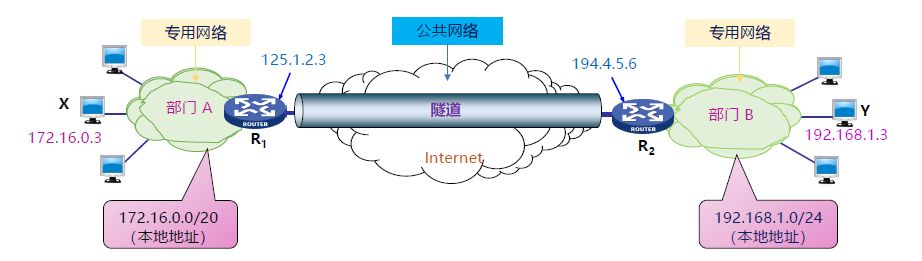 专用网络
公共网络
专用网络
125.1.2.3
194.4.5.6
X
部门 A
隧道
部门 B
Y
172.16.0.3
ROUTER
ROUTER
192.168.1.3
R1
R2
Internet
172.16.0.0/20
(本地地址)
192.168.1.0/24
(本地地址)